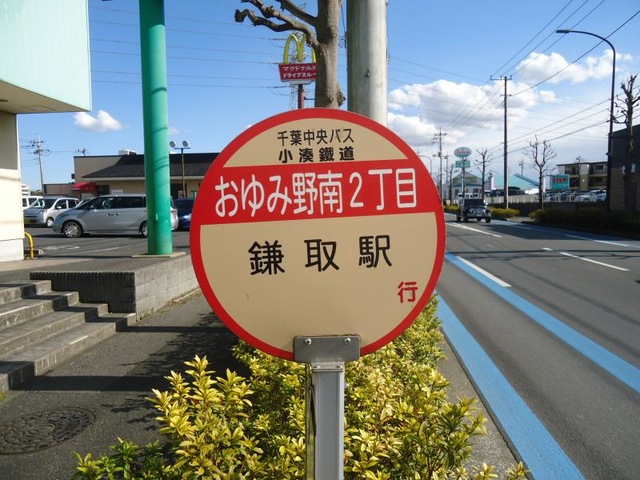 マクドナルド
ドライブスルー
千葉中央バス
小湊鐵道
おゆみ野南2丁目
鎌取駅
行